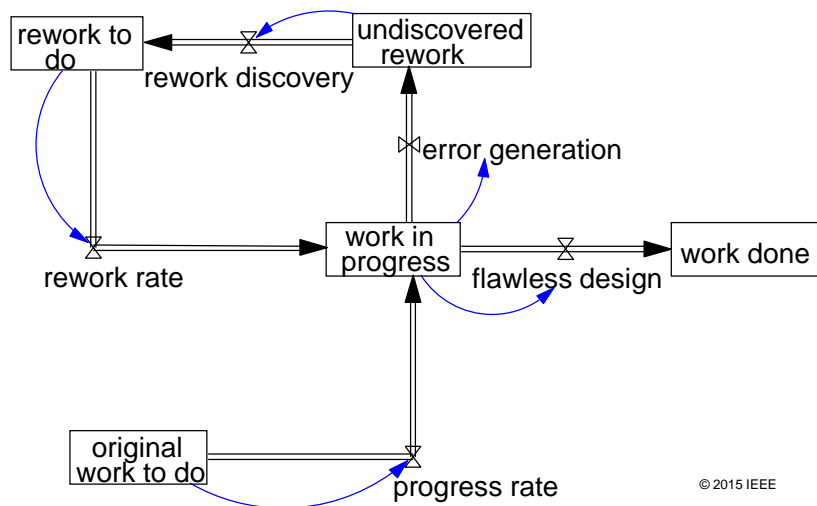 rework to
do
undiscovered
rework
rework discovery
error generation
work in
progress
work done
rework rate
flawless design
original
work to do
progress rate
© 2015 IEEE